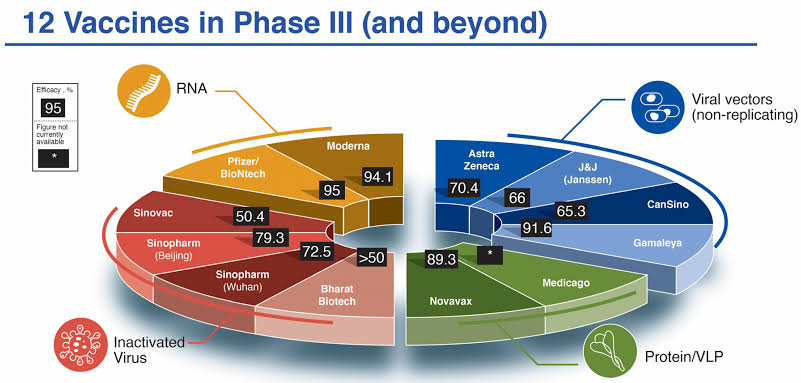 12 Vaccines in Phase III (and beyond)
Efficacy , %
95
Figure not
currently
available
*
RNA
Viral vectors
(non-replicating)
Pfizer/
BioNtech
95
Moderna
94.1
Astra
Zeneca
70.4
J&J
(Janssen)
66
CanSino
65.3
Gamaleya
91.6
Sinovac
50.4
Sinopharm
(Beijing)
79.3
Sinopharm
(Wuhan)
72.5
Bharat
Biotech
>50
Novavax
89.3
Medicago
*
Inactivated
Virus
Protein/VLP